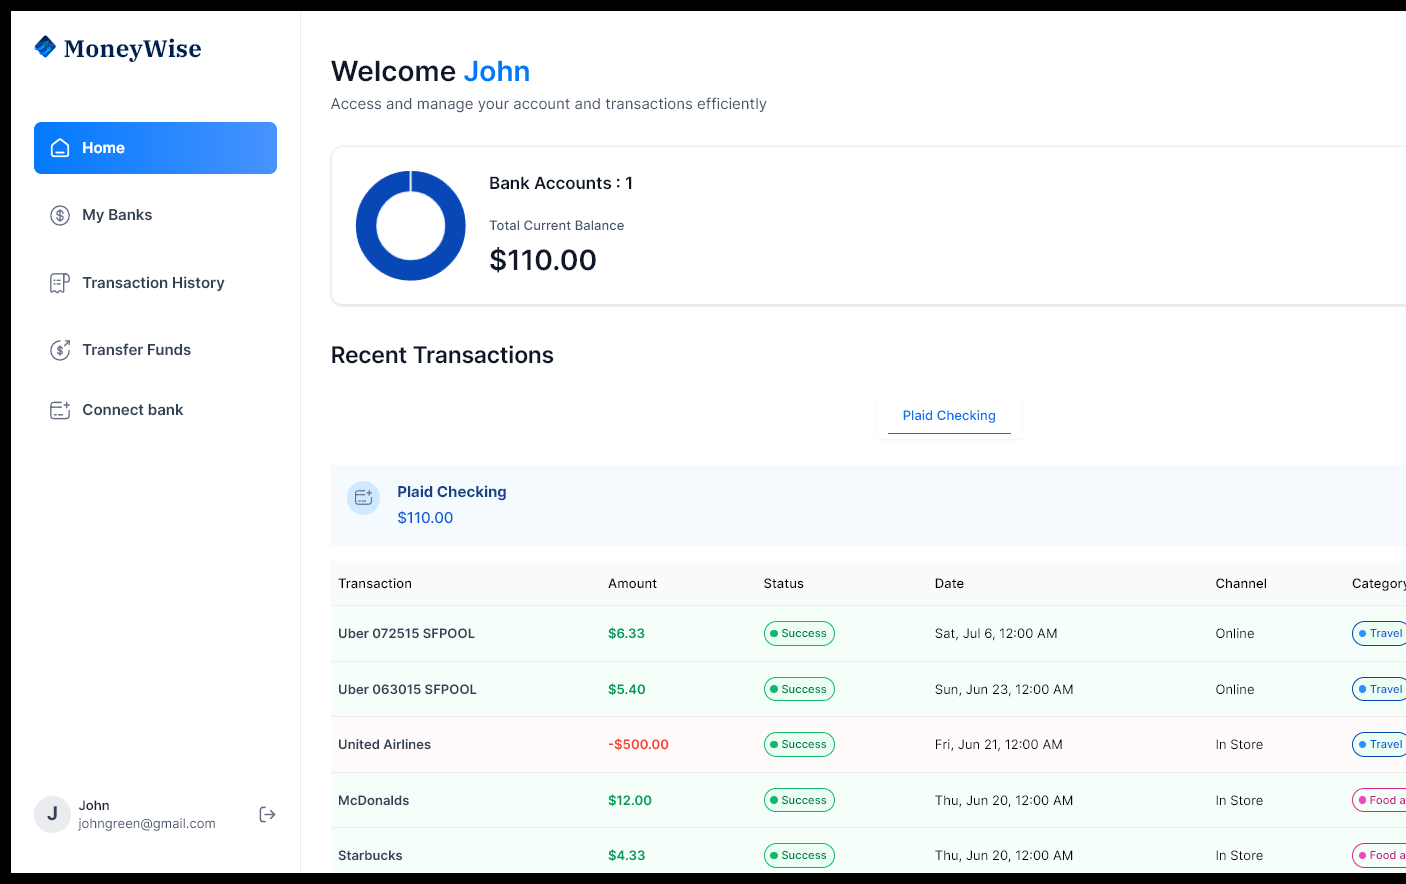 MoneyWise
Home
My Banks
Transaction History
Transfer Funds
Connect bank
J
John
johngreen@gmail.com
Welcome John
Access and manage your account and transactions efficiently
Bank Accounts : 1
Total Current Balance
$110.00
Recent Transactions
Plaid Checking
Plaid Checking
$110.00
Transaction Amount Status Date Channel Category
Uber 072515 SFPOOL $6.33 Success Sat, Jul 6, 12:00 AM Online Travel
Uber 063015 SFPOOL $5.40 Success Sun, Jun 23, 12:00 AM Online Travel
United Airlines -$500.00 Success Fri, Jun 21, 12:00 AM In Store Travel
McDonalds $12.00 Success Thu, Jun 20, 12:00 AM In Store Food a
Starbucks $4.33 Success Thu, Jun 20, 12:00 AM In Store Food a